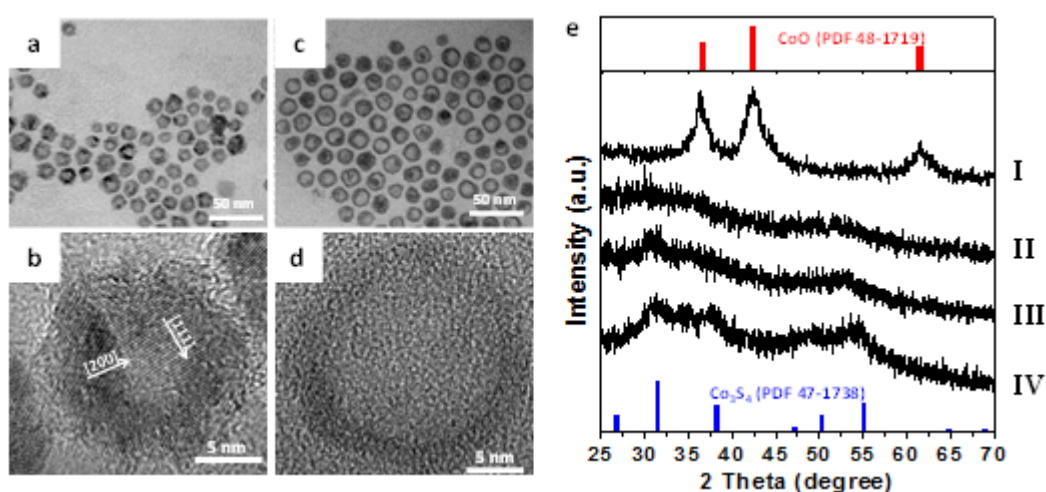 a
50 nm
c
50 nm
b
[200]
[111]
5 nm
d
5 nm
e
CoO (PDF 48-1719)
I
II
III
IV
Co₃S₄ (PDF 47-1738)
Intensity (a.u.)
25 30 35 40 45 50 55 60 65 70
2 Theta (degree)